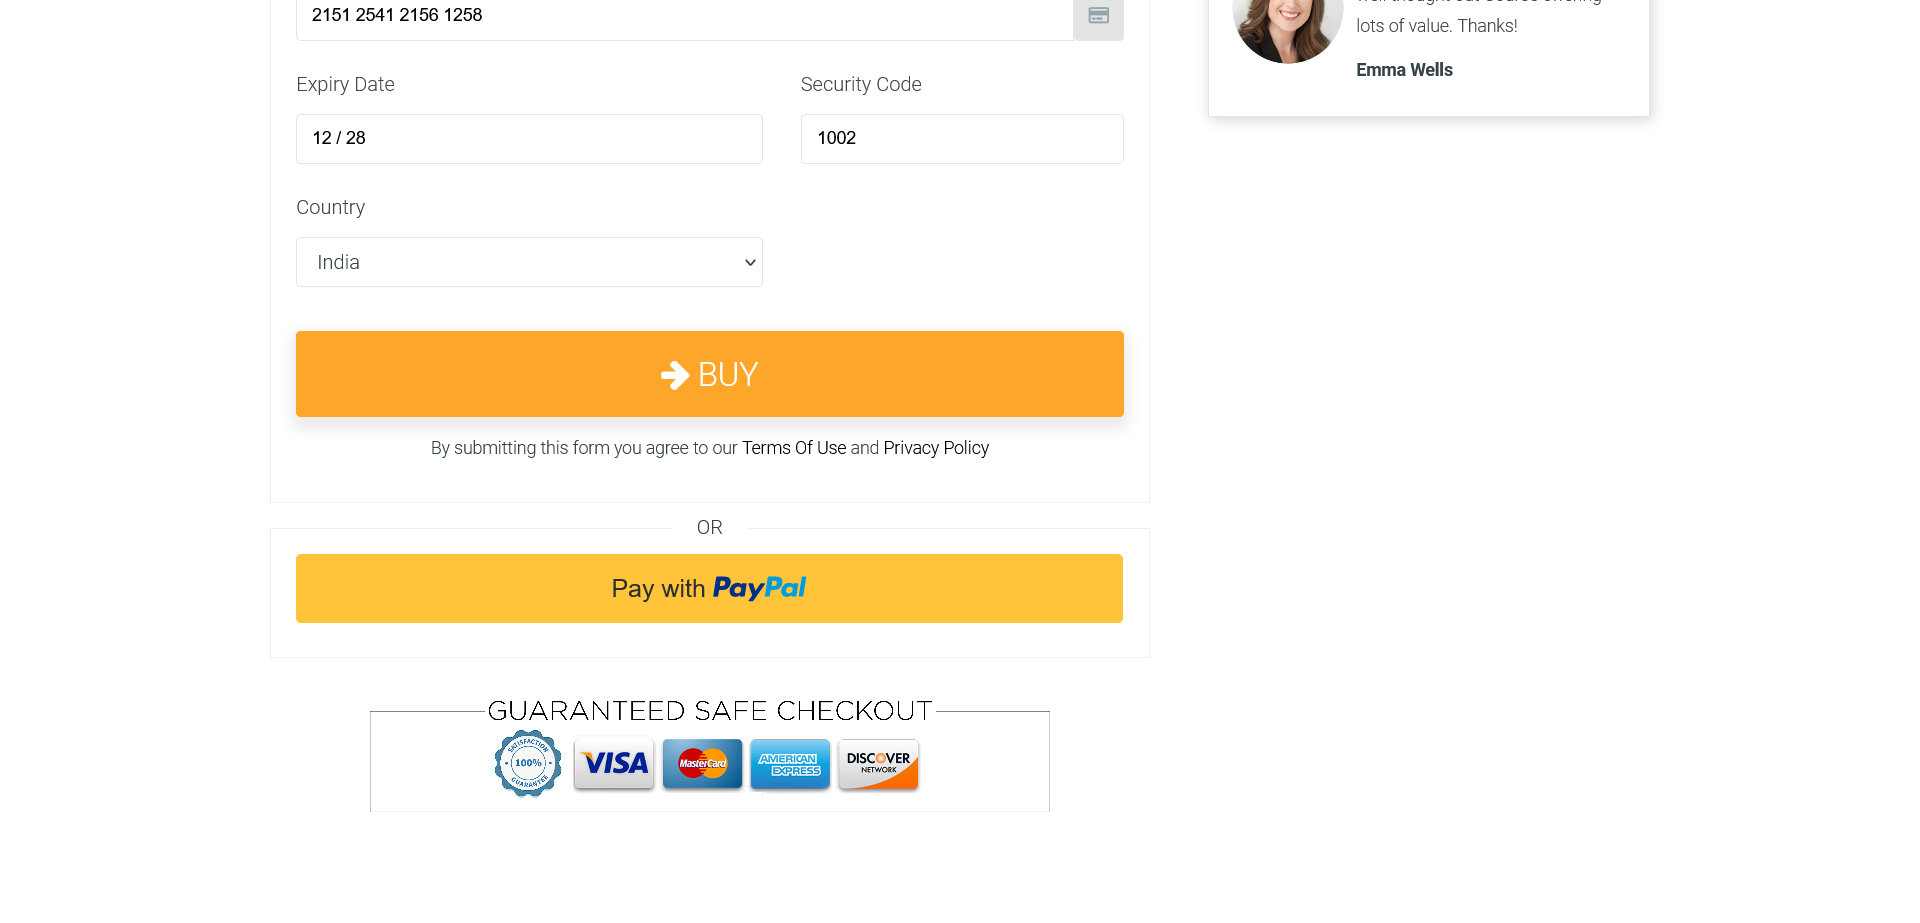 2151 2541 2156 1258
lots of value. Thanks!
Emma Wells
Expiry Date
Security Code
12 / 28
1002
Country
India
BUY
By submitting this form you agree to our Terms Of Use and Privacy Policy
OR
Pay with PayPal
GUARANTEED SAFE CHECKOUT
SATISFACTION
100%
GUARANTEE
VISA
MasterCard
AMERICAN
EXPRESS
DISCOVER
NETWORK